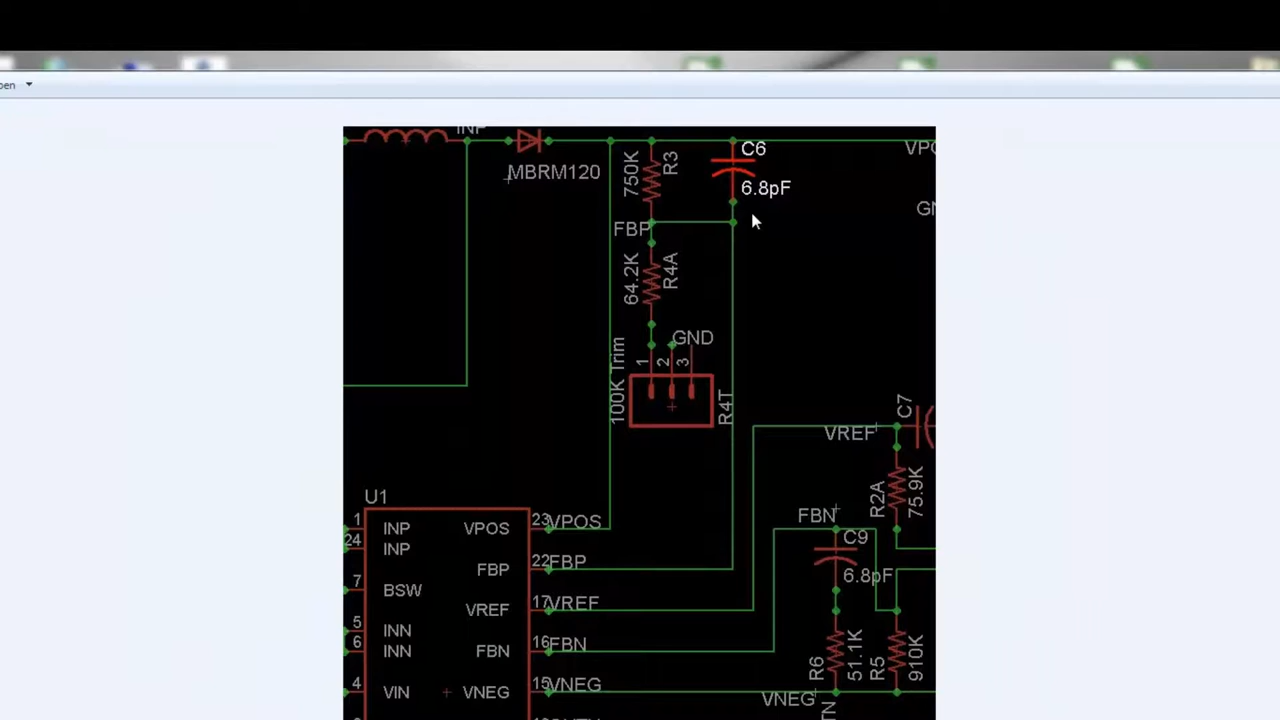 INP
C6
VPO
MBRM120
750K
R3
6.8pF
GN
FBP
64.2K
R4A
GND
1
2
3
100K Trim
R4T
C7
VREF
R2A
75.9K
U1
FBN
1
INP
VPOS
23
VPOS
C9
24
INP
22
FBP
FBP
6.8pF
7
BSW
VREF
17
VREF
5
INN
6
INN
FBN
16
FBN
R6
51.1K
R5
910K
4
VIN
VNEG
15
VNEG
VNEG